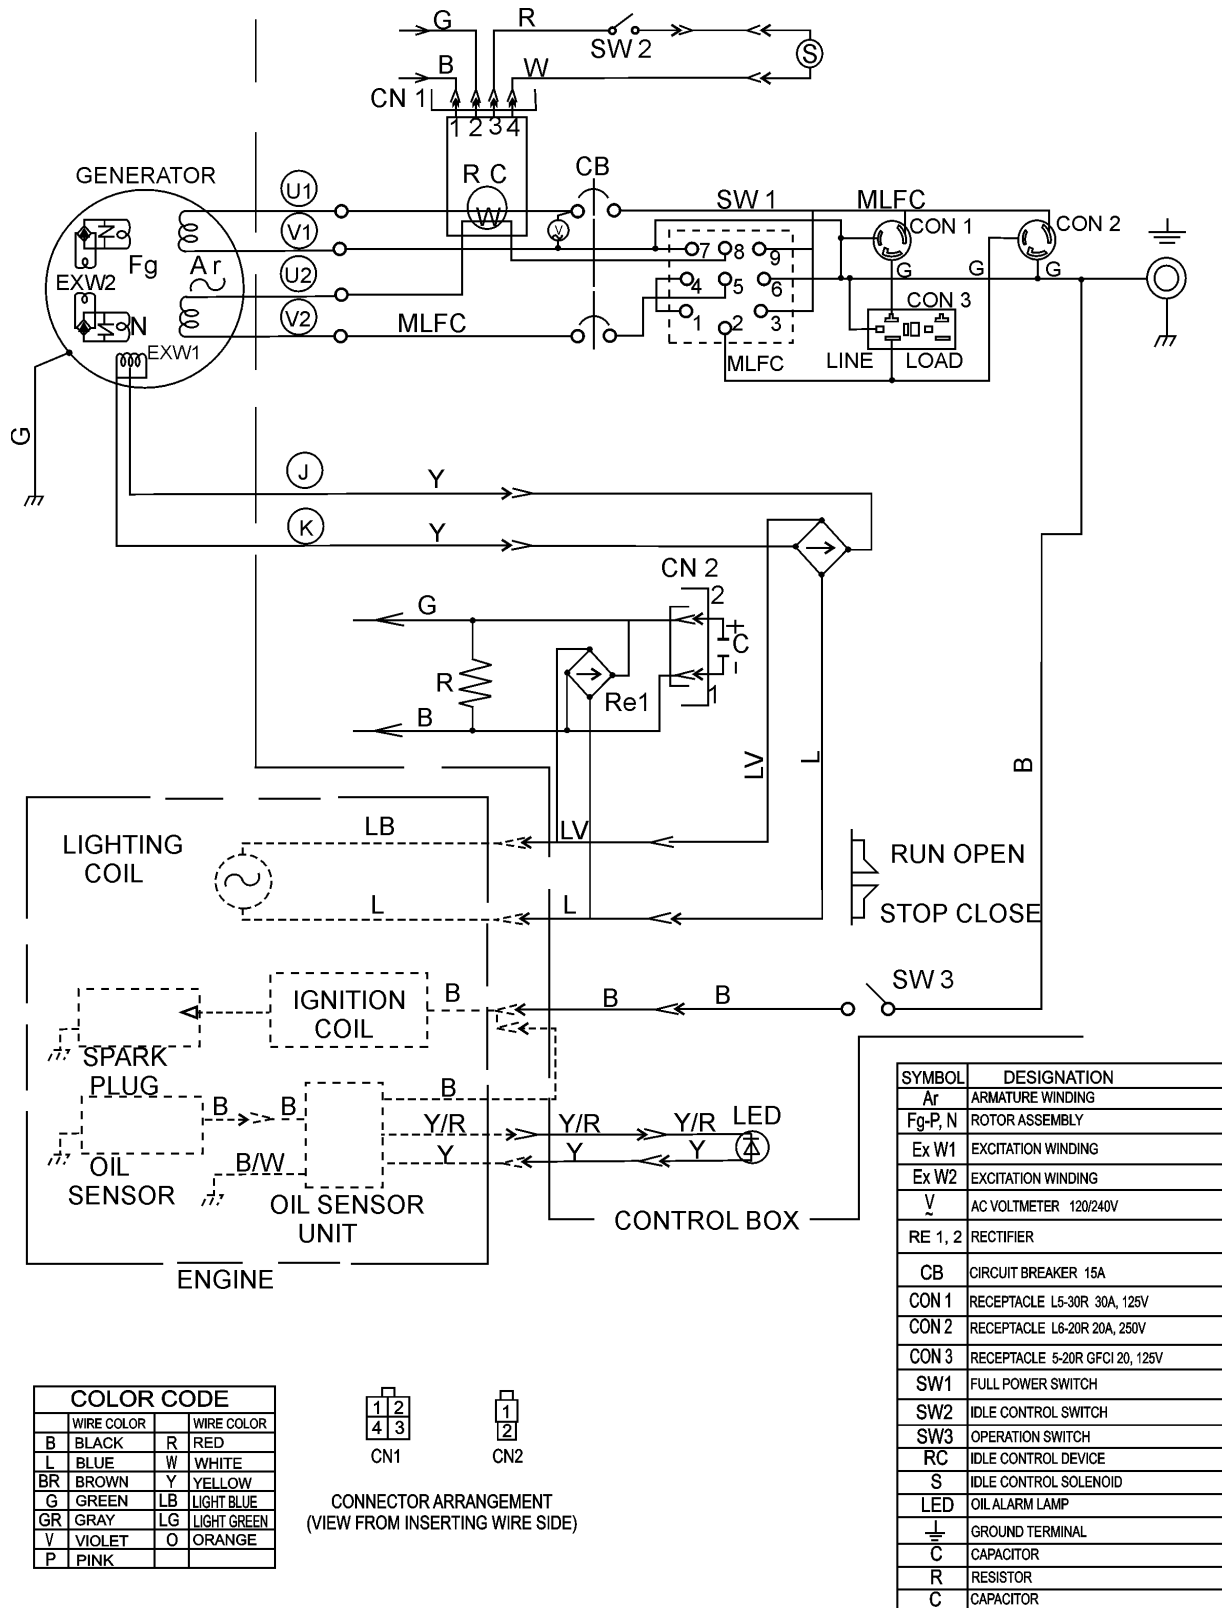 G
R
SW 2
S
B
W
CN 1
1 2 3 4
R C
W
CB
GENERATOR
U1
V1
U2
V2
V
SW 1
MLFC
CON 1
CON 2
N
Fg
Ar
EXW2
N
EXW1
MLFC
7 8 9
4 5 6
1 2 3
G
G
G
CON 3
MLFC
LINE
LOAD
G
J
Y
K
Y
CN 2
G
2
+
C
-
R
Re1
1
B
LV
L
B
LIGHTING
COIL
LB
LV
L
L
RUN OPEN
STOP CLOSE
SW 3
IGNITION
COIL
B
B
B
SPARK
PLUG
B
B
B
Y/R
Y/R
Y/R
LED
Y
Y
Y
B/W
OIL
SENSOR
OIL SENSOR
UNIT
CONTROL BOX
ENGINE
SYMBOL DESIGNATION
Ar ARMATURE WINDING
Fg-P, N ROTOR ASSEMBLY
Ex W1 EXCITATION WINDING
Ex W2 EXCITATION WINDING
V~ AC VOLTMETER 120/240V
RE 1, 2 RECTIFIER
CB CIRCUIT BREAKER 15A
CON 1 RECEPTACLE L5-30R 30A, 125V
CON 2 RECEPTACLE L6-20R 20A, 250V
CON 3 RECEPTACLE 5-20R GFCI 20, 125V
SW1 FULL POWER SWITCH
SW2 IDLE CONTROL SWITCH
SW3 OPERATION SWITCH
RC IDLE CONTROL DEVICE
S IDLE CONTROL SOLENOID
LED OIL ALARM LAMP
GROUND TERMINAL
C CAPACITOR
R RESISTOR
C CAPACITOR
COLOR CODE
WIRE COLOR WIRE COLOR
B BLACK R RED
L BLUE W WHITE
BR BROWN Y YELLOW
G GREEN LB LIGHT BLUE
GR GRAY LG LIGHT GREEN
V VIOLET O ORANGE
P PINK
1 2
4 3
CN1
1
2
CN2
CONNECTOR ARRANGEMENT
(VIEW FROM INSERTING WIRE SIDE)